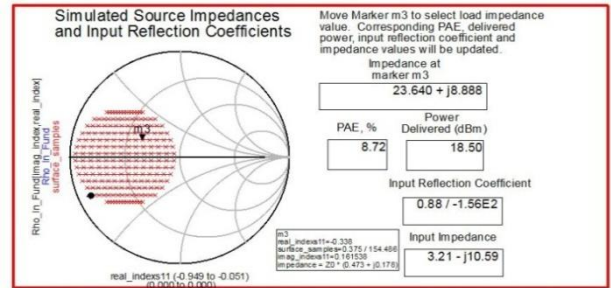 Simulated Source Impedances
and Input Reflection Coefficients
Move Marker m3 to select load impedance
value. Corresponding PAE, delivered
power, input reflection coefficient and
impedance values will be updated.
Impedance at
marker m3
23.640 + j8.888
PAE, %
Power
Delivered (dBm)
8.72
18.50
Input Reflection Coefficient
0.88 / -1.56E2
Input Impedance
3.21 - j10.59
Rho_In_Fund[imag_index,real_index]
Rho_In_Fund
surface_samples
m3
m3
real_indexs11=-0.338
surface_samples=0.375 / 154.486
imag_indexs11=0.161538
impedance = Z0 * (0.473 + j0.178)
real_indexs11 (-0.949 to -0.051)
(0.000 to 0.000)